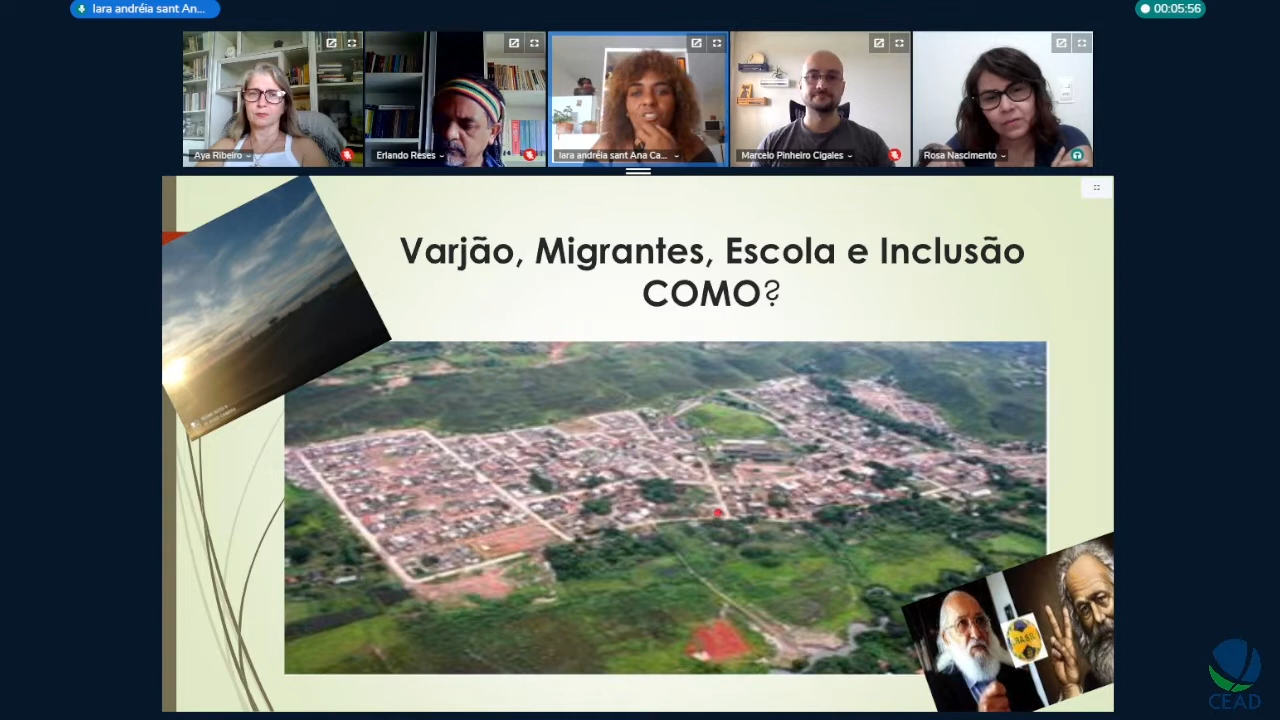 Iara andréia sant An...
00:05:56
Aya Ribeiro
Erlando Reses
Iara andréia sant Ana Ca...
Marcelo Pinheiro Cigales
Rosa Nascimento
Varjão, Migrantes, Escola e Inclusão
COMO?
CEAD